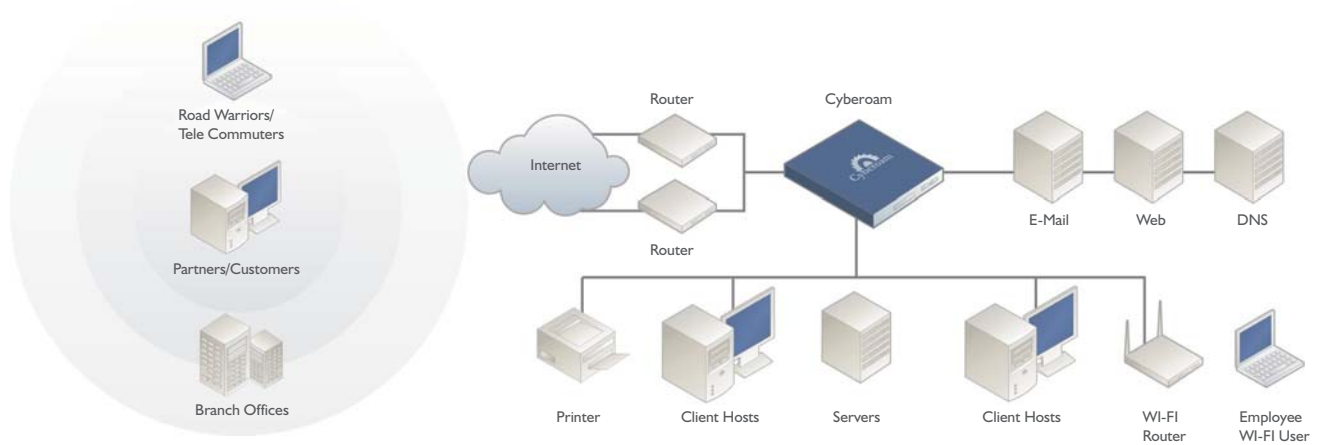 Road Warriors/
Tele Commuters
Partners/Customers
Branch Offices
Internet
Router
Router
Cyberoam
Cyberoam
E-Mail
Web
DNS
Printer
Client Hosts
Servers
Client Hosts
WI-FI
Router
Employee
WI-FI User